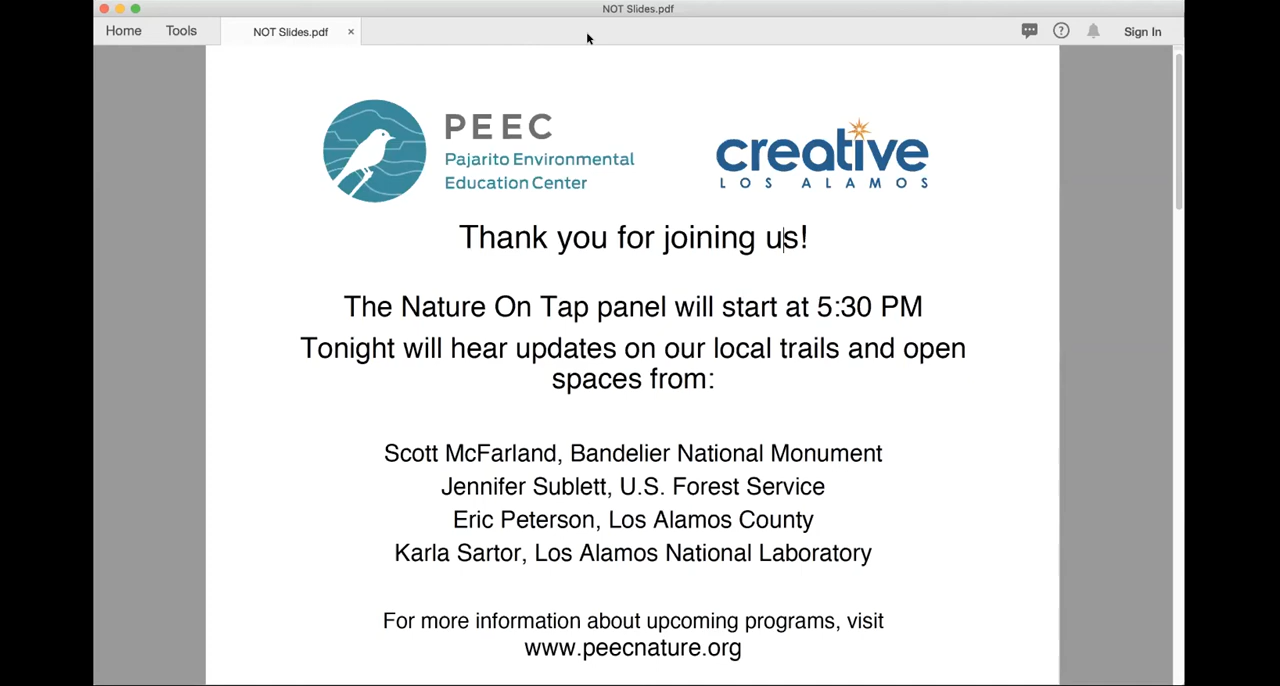 NOT Slides.pdf
Home Tools NOT Slides.pdf × ? Sign In
PEEC
Pajarito Environmental
Education Center
creative
LOS ALAMOS
Thank you for joining us!
The Nature On Tap panel will start at 5:30 PM
Tonight will hear updates on our local trails and open
spaces from:
Scott McFarland, Bandelier National Monument
Jennifer Sublett, U.S. Forest Service
Eric Peterson, Los Alamos County
Karla Sartor, Los Alamos National Laboratory
For more information about upcoming programs, visit
www.peecnature.org